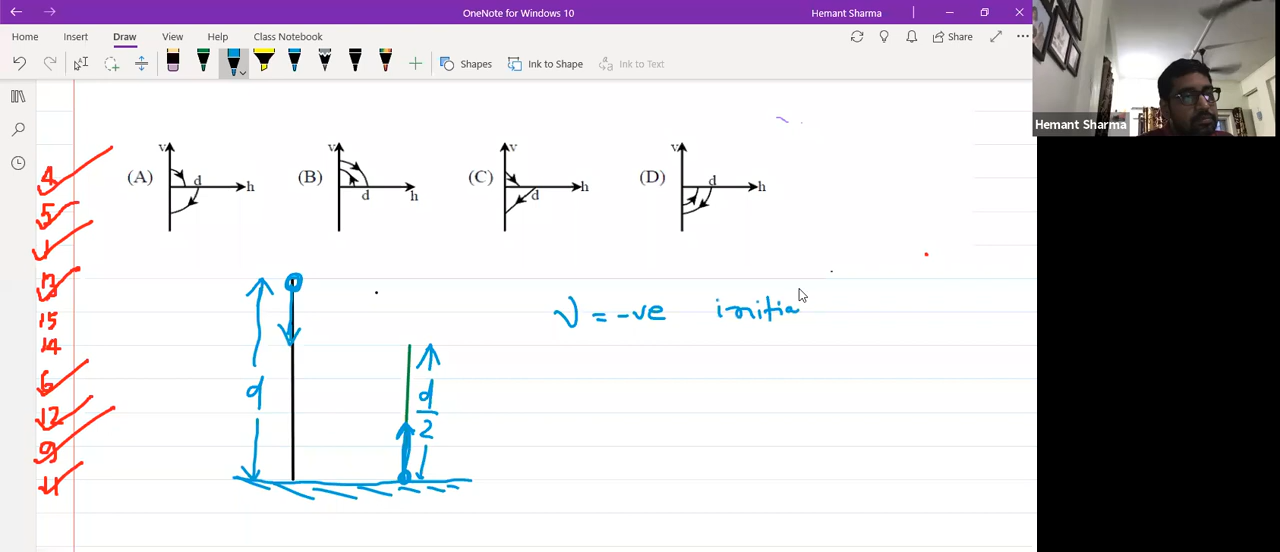 OneNote for Windows 10
Hemant Sharma
Home Insert Draw View Help Class Notebook
Share
Shapes Ink to Shape Ink to Text
Hemant Sharma
(A) v d h
(B) v d h
(C) v d h
(D) v d h
4
5
1
13
15
14
6
12
9
4
d
d
2
v = -ve initia